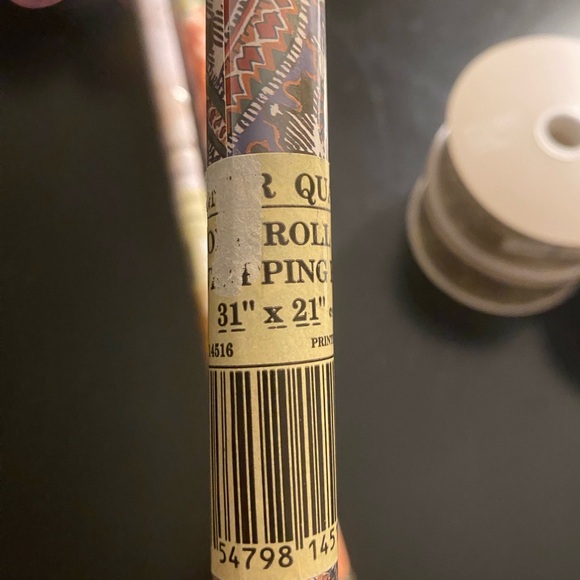 R QU
ROLL
PING
31" x 21"
4516 PRINT
54798 145